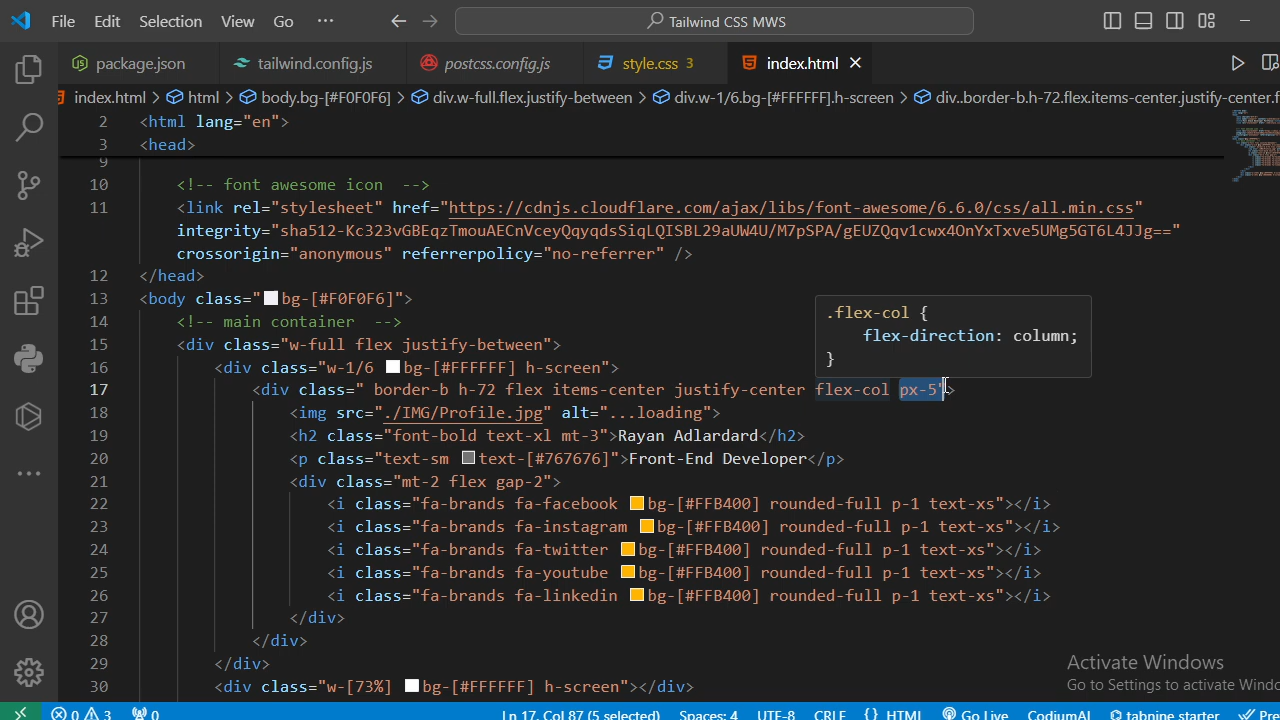 File Edit Selection View Go ··· Tailwind CSS MWS
package.json tailwind.config.js postcss.config.js style.css 3 index.html
index.html > html > body.bg-[#F0F0F6] > div.w-full.flex.justify-between > div.w-1/6.bg-[#FFFFFF].h-screen > div..border-b.h-72.flex.items-center.justify-center.f
2 <html lang="en">
3 <head>
9
10 <!-- font awesome icon -->
11 <link rel="stylesheet" href="https://cdnjs.cloudflare.com/ajax/libs/font-awesome/6.6.0/css/all.min.css"
integrity="sha512-Kc323vGBEqzTmouAECnVceyQqyqdsSiqLQISBL29aUW4U/M7pSPA/gEUZQqv1cwx4OnYxTxve5UMg5GT6L4JJg=="
crossorigin="anonymous" referrerpolicy="no-referrer" />
12 </head>
13 <body class="bg-[#F0F0F6]">
.flex-col {
flex-direction: column;
}
14 <!-- main container -->
15 <div class="w-full flex justify-between">
16 <div class="w-1/6 bg-[#FFFFFF] h-screen">
17 <div class=" border-b h-72 flex items-center justify-center flex-col px-5">
18 <img src="./IMG/Profile.jpg" alt="...loading">
19 <h2 class="font-bold text-xl mt-3">Rayan Adlardard</h2>
20 <p class="text-sm text-[#767676]">Front-End Developer</p>
21 <div class="mt-2 flex gap-2">
22 <i class="fa-brands fa-facebook bg-[#FFB400] rounded-full p-1 text-xs"></i>
23 <i class="fa-brands fa-instagram bg-[#FFB400] rounded-full p-1 text-xs"></i>
24 <i class="fa-brands fa-twitter bg-[#FFB400] rounded-full p-1 text-xs"></i>
25 <i class="fa-brands fa-youtube bg-[#FFB400] rounded-full p-1 text-xs"></i>
26 <i class="fa-brands fa-linkedin bg-[#FFB400] rounded-full p-1 text-xs"></i>
27 </div>
28 </div>
29 </div>
30 <div class="w-[73%] bg-[#FFFFFF] h-screen"></div>
Activate Windows
Go to Settings to activate Windo
0 3 0 Ln 17, Col 87 (5 selected) Spaces: 4 UTF-8 CRLF {} HTML Go Live CodiumAI tabnine starter Pre